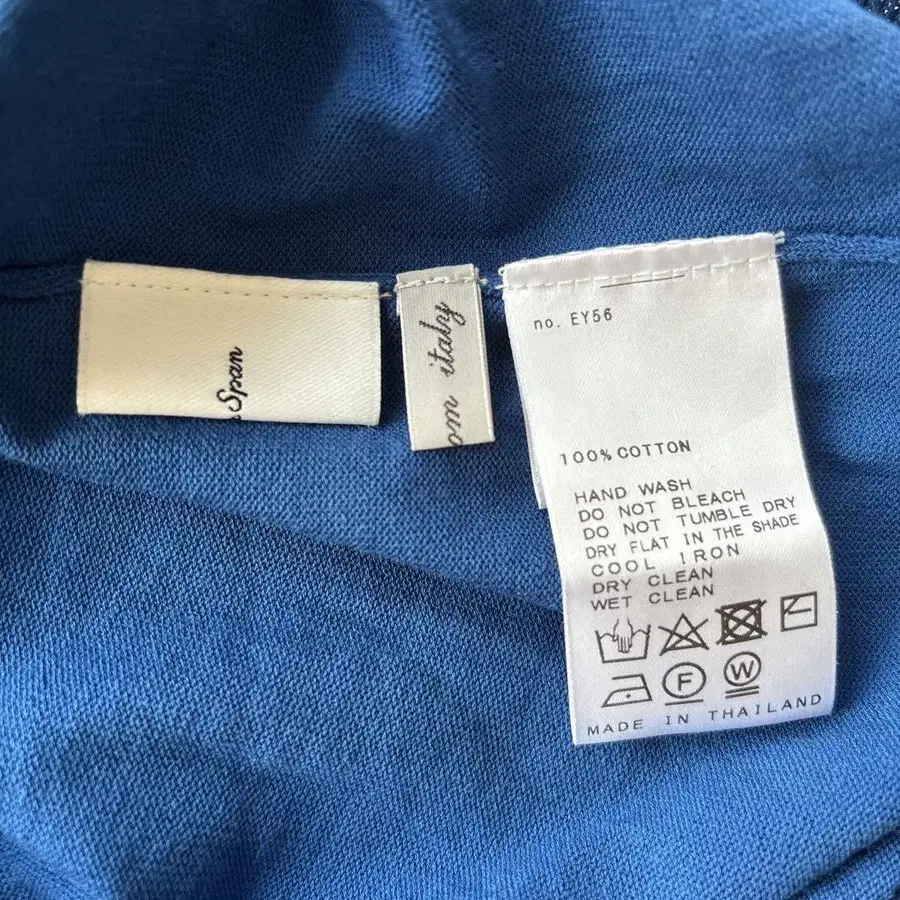 Span
italy
no. EY56
100% COTTON
HAND WASH
DO NOT BLEACH
DO NOT TUMBLE DRY
DRY FLAT IN THE SHADE
COOL IRON
DRY CLEAN
WET CLEAN
F
W
MADE IN THAILAND